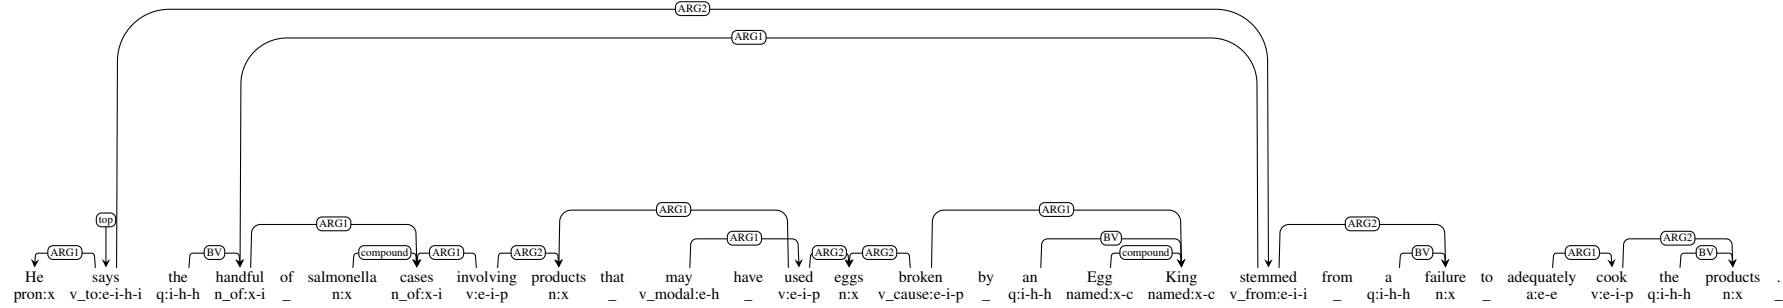 ARG2
ARG1
top ARG1 ARG1 ARG2
ARG1 BV compound ARG1 ARG2 ARG1 ARG2 ARG2 BV compound BV ARG1 ARG2 BV
He says the handful of salmonella cases involving products that may have used eggs broken by an Egg King stemmed from a failure to adequately cook the products .
pron:x v_to:e-i-h-i q:i-h-h n_of:x-i _ n:x n_of:x-i v:e-i-p n:x _ v_modal:e-h _ v:e-i-p n:x v_cause:e-i-p _ q:i-h-h named:x-c named:x-c v_from:e-i-i _ q:i-h-h n:x _ a:e-e v:e-i-p q:i-h-h n:x _